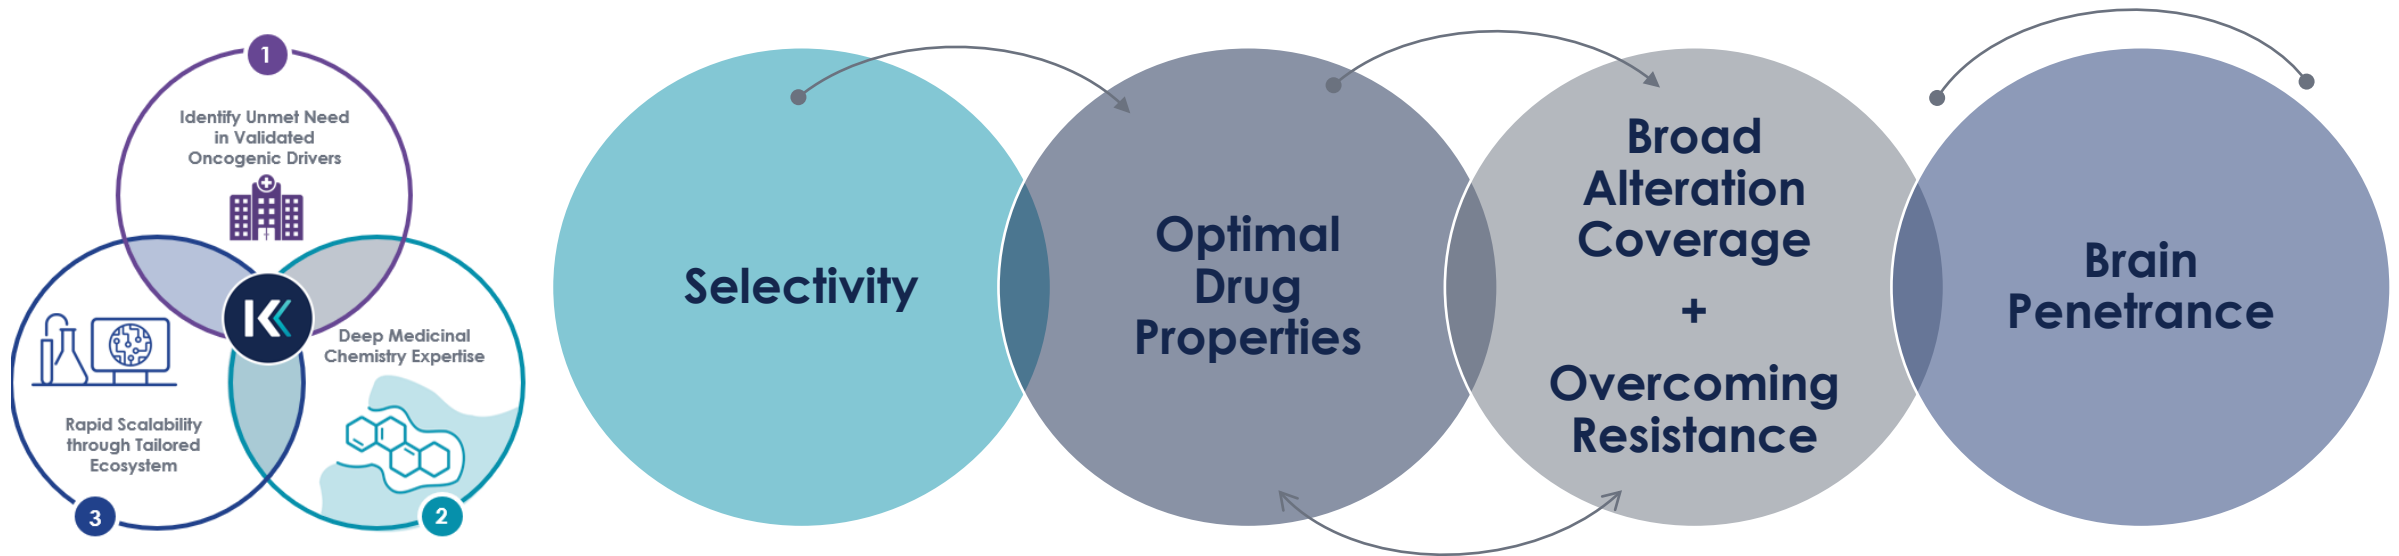 1
Identify Unmet Need
in Validated
Oncogenic Drivers
K
Deep Medicinal
Chemistry Expertise
2
Rapid Scalability
through Tailored
Ecosystem
3
Selectivity
Optimal
Drug
Properties
Broad
Alteration
Coverage
+
Overcoming
Resistance
Brain
Penetrance